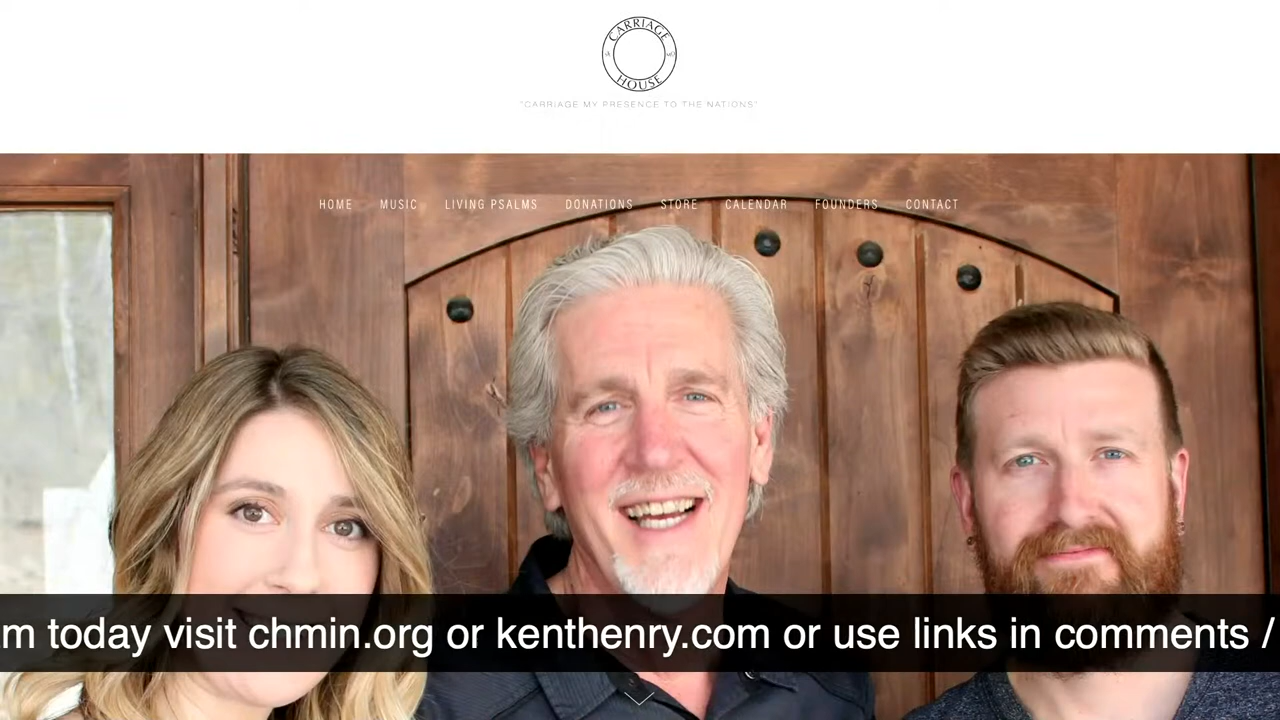 CARRIAGE
HOUSE
"CARRIAGE MY PRESENCE TO THE NATIONS"
HOME MUSIC LIVING PSALMS DONATIONS STORE CALENDAR FOUNDERS CONTACT
m today visit chmin.org or kenthenry.com or use links in comments /